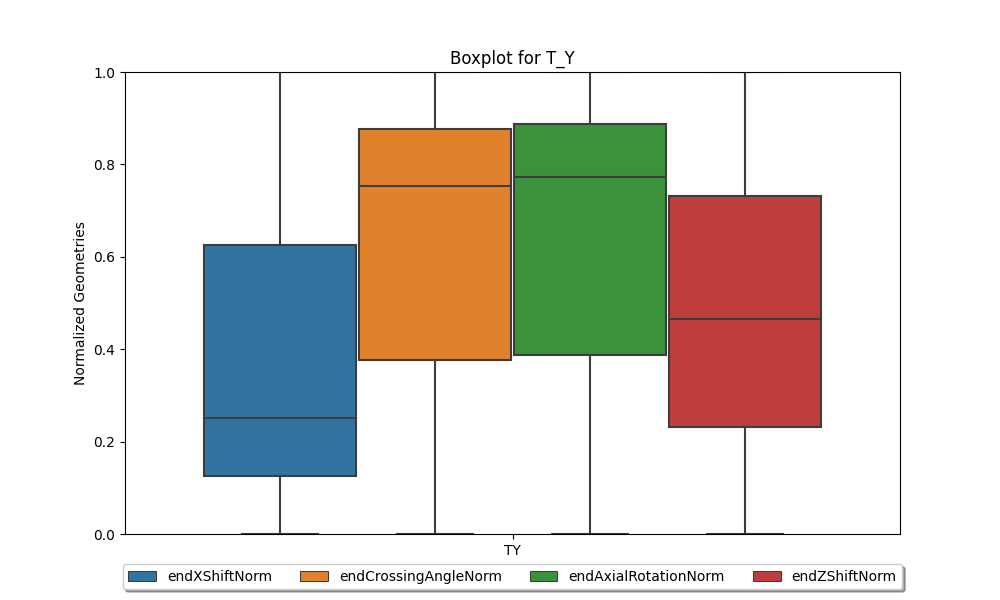 Boxplot for T_Y
1.0
0.8
0.6
0.4
0.2
0.0
Normalized Geometries
TY
endXShiftNorm endCrossingAngleNorm endAxialRotationNorm endZShiftNorm